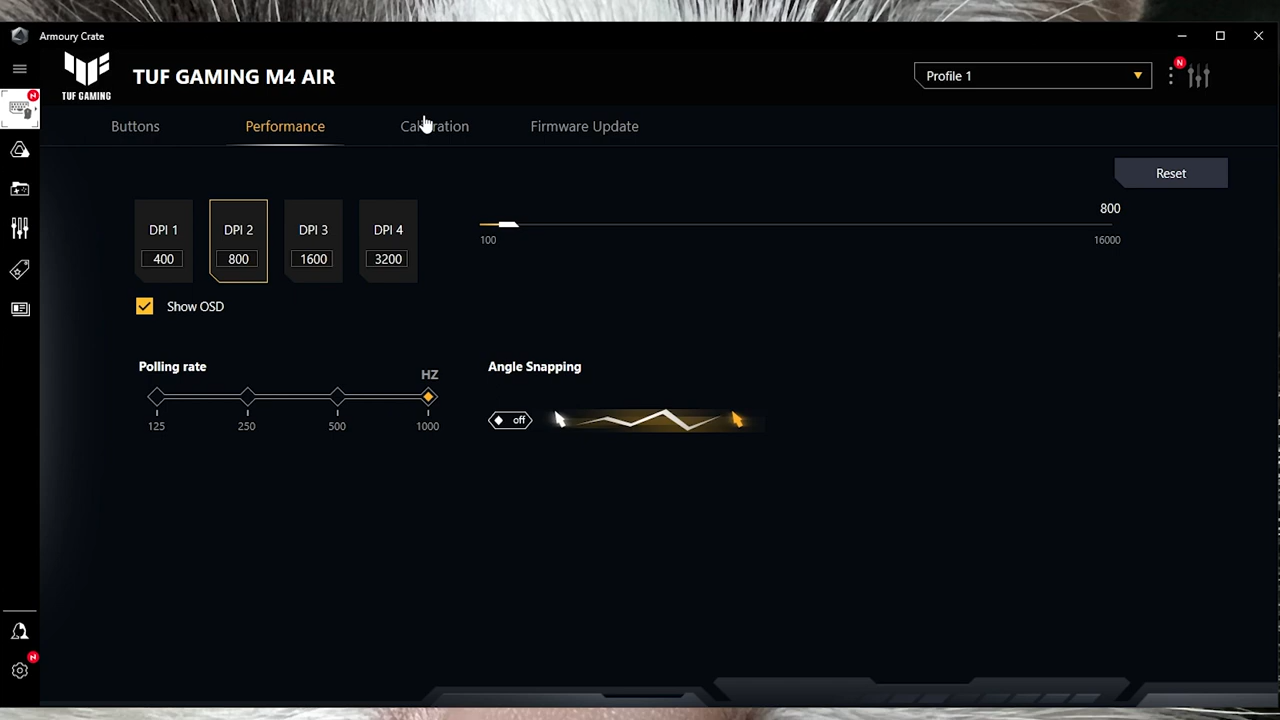 Armoury Crate
TUF GAMING
TUF GAMING M4 AIR
Profile 1
N
N
Buttons
Performance
Calibration
Firmware Update
Reset
DPI 1
DPI 2
DPI 3
DPI 4
400
800
1600
3200
800
100
16000
Show OSD
Polling rate
HZ
125
250
500
1000
Angle Snapping
off
N